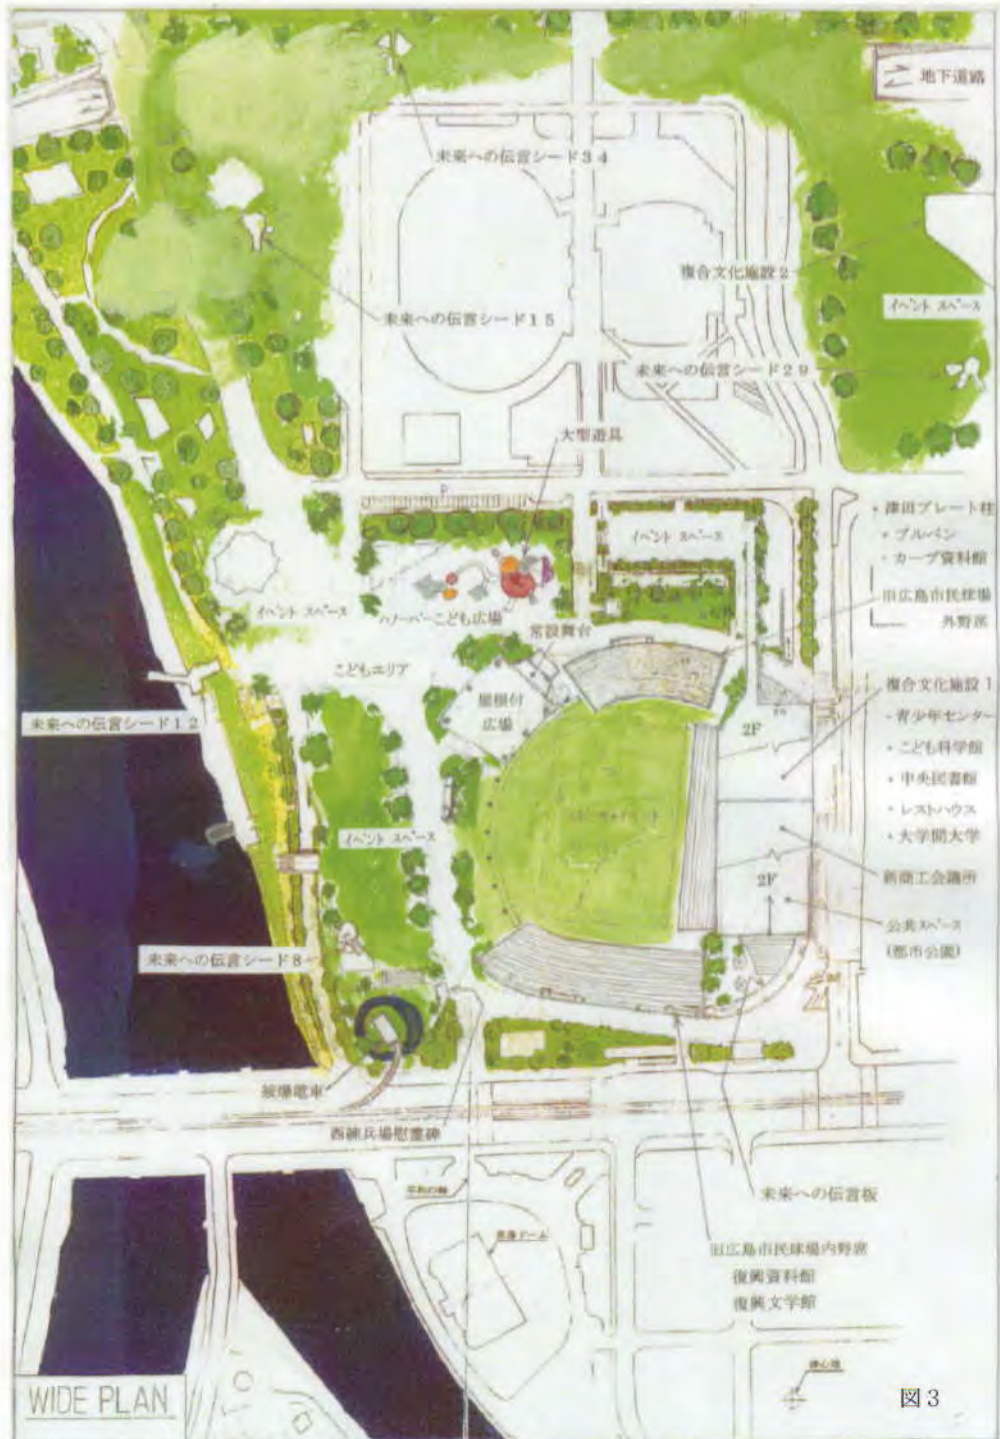 地下道路
未来への伝言シード34
複合文化施設2
イベント スペース
未来への伝言シード15
未来への伝言シード29
大型遊具
P
・津田プレート柱
・ブルペン
・カープ資料館
イベント スペース
旧広島市民球場
外野席
イベント スペース
ハノーバーこども広場
常設舞台
こどもエリア
屋根付
広場
複合文化施設1
・青少年センター
・こども科学館
・中央図書館
・レストハウス
・大学間大学
2F
未来への伝言シード12
イベント スペース
新商工会議所
2F
公共スペース
(都市公園)
未来への伝言シード8
被爆電車
西練兵場慰霊碑
未来への伝言板
原爆ドーム
旧広島市民球場内野席
復興資料館
復興文学館
WIDE PLAN
図3